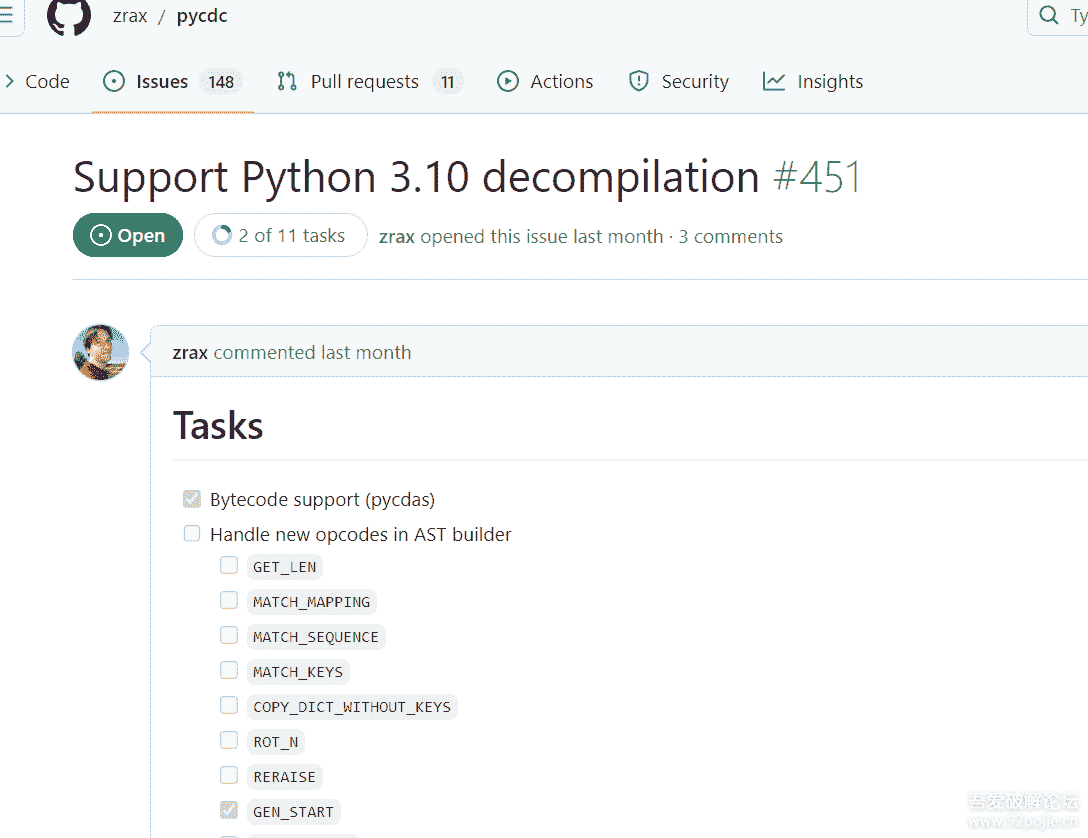 zrax / pycdc
Ty
Code Issues 148 Pull requests 11 Actions Security Insights
Support Python 3.10 decompilation #451
Open 2 of 11 tasks zrax opened this issue last month · 3 comments
zrax commented last month
Tasks
Bytecode support (pycdas)
Handle new opcodes in AST builder
GET_LEN
MATCH_MAPPING
MATCH_SEQUENCE
MATCH_KEYS
COPY_DICT_WITHOUT_KEYS
ROT_N
RERAISE
GEN_START
吾爱破解论坛
www.52pojie.cn